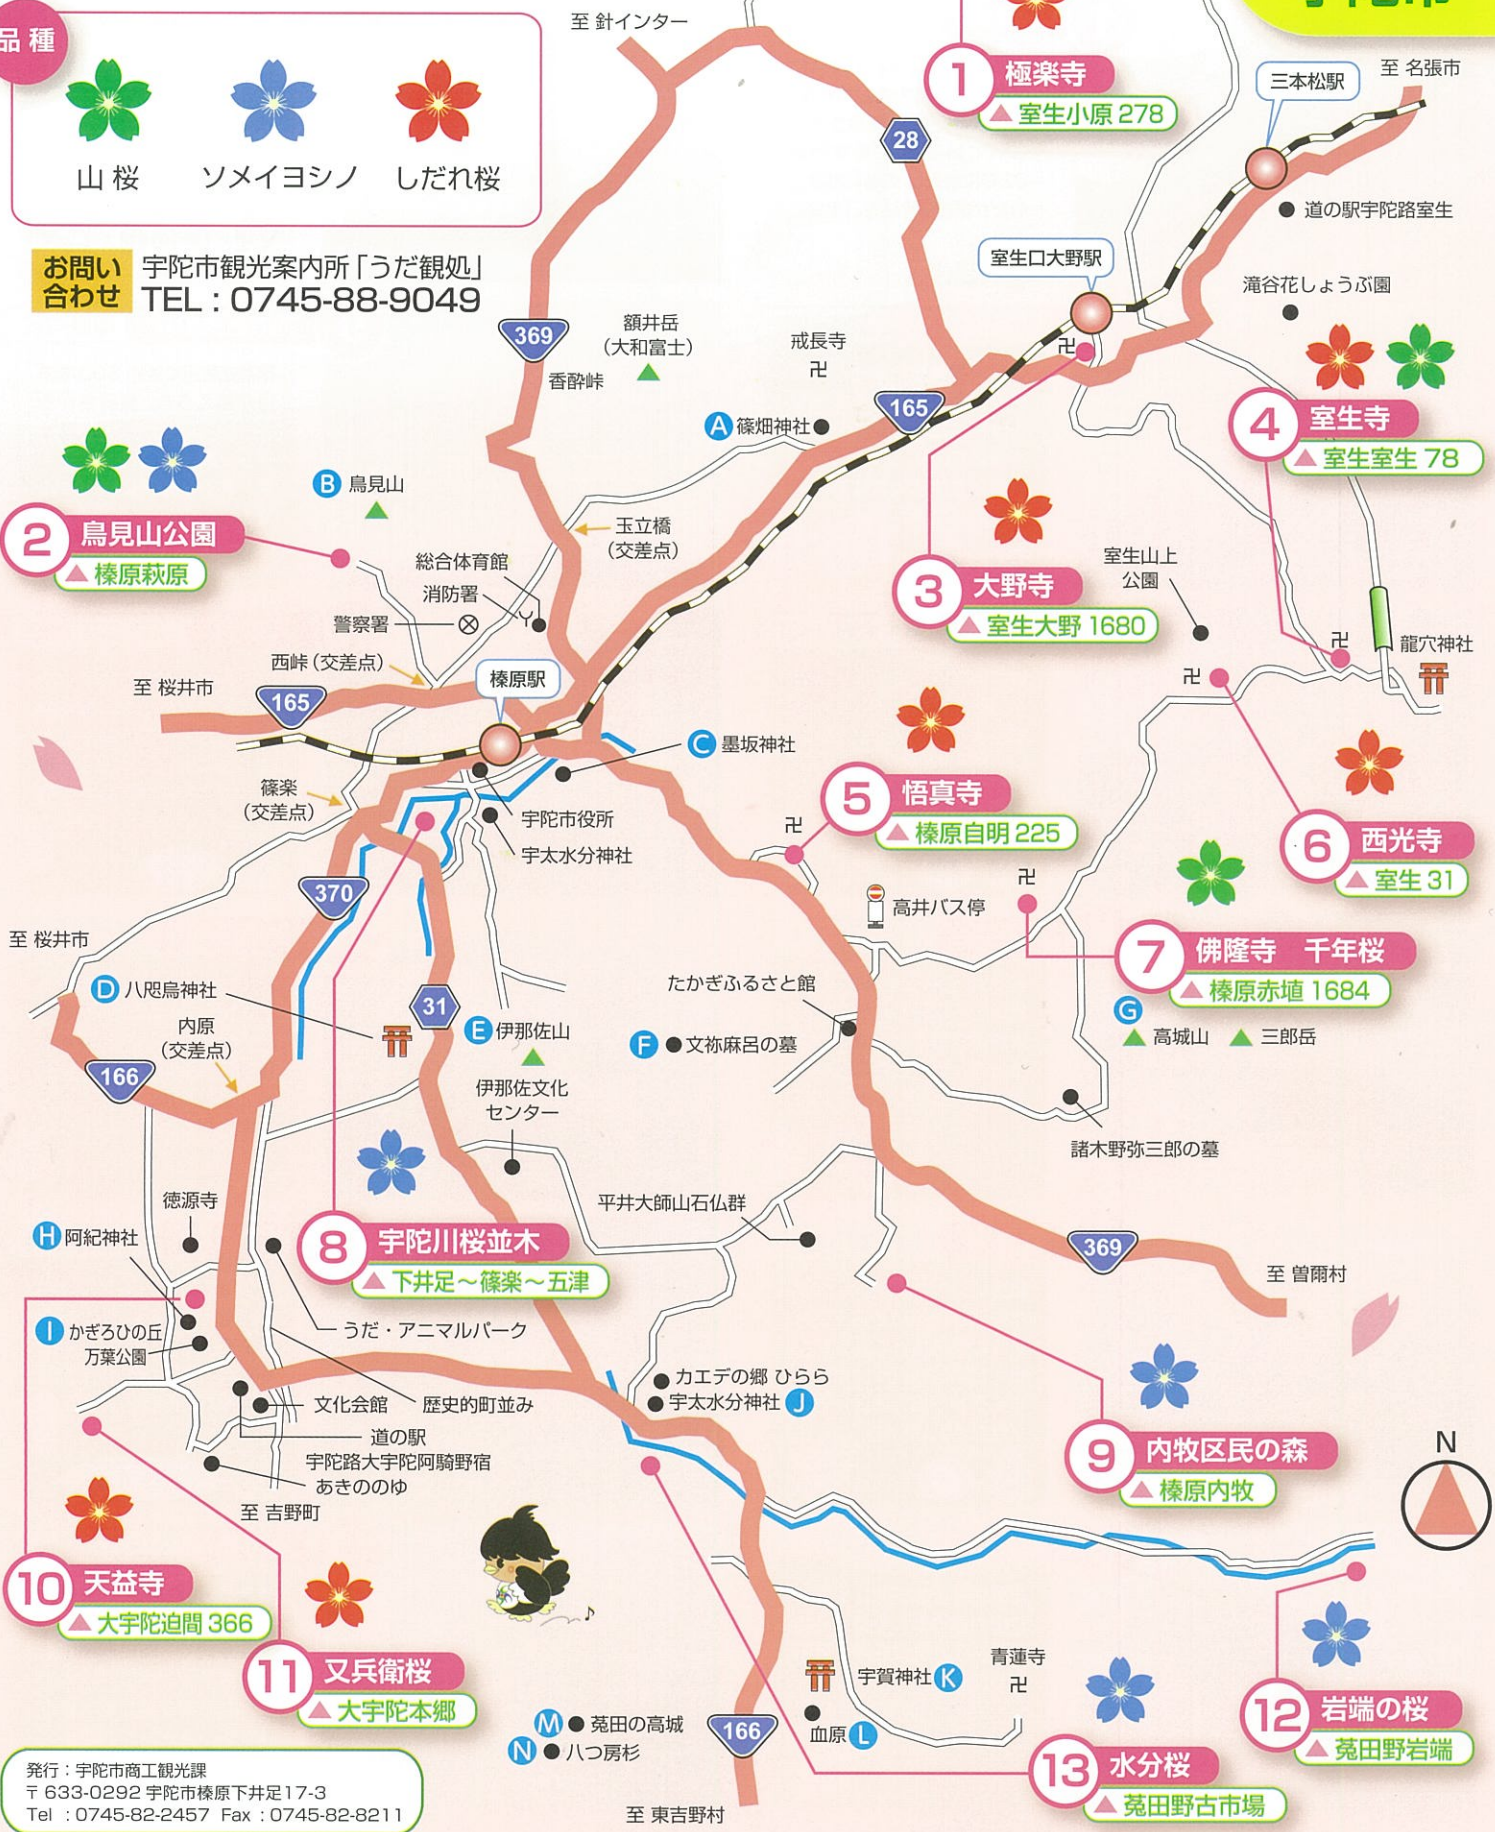 品種
山桜
ソメイヨシノ
しだれ桜
お問い
合わせ
宇陀市観光案内所「うだ観処」
TEL : 0745-88-9049
至 針インター
1
極楽寺
▲ 室生小原 278
三本松駅
至 名張市
28
道の駅宇陀路室生
室生口大野駅
滝谷花しょうぶ園
369
額井岳
(大和富士)
戒長寺
卍
香酔峠
卍
165
A 篠畑神社
4
室生寺
▲ 室生室生 78
B 鳥見山
2
鳥見山公園
▲ 榛原萩原
玉立橋
(交差点)
総合体育館
消防署
警察署
3
大野寺
▲ 室生大野 1680
室生山上
公園
卍
龍穴神社
卍
西峠(交差点)
榛原駅
至 桜井市
165
C 墨坂神社
篠楽
(交差点)
宇陀市役所
宇太水分神社
5
悟真寺
▲ 榛原自明 225
卍
6
西光寺
▲ 室生 31
370
卍
高井バス停
至 桜井市
7
佛隆寺 千年桜
▲ 榛原赤埴 1684
D 八咫烏神社
31
たかぎふるさと館
G
高城山
三郎岳
内原
(交差点)
E 伊那佐山
F 文祢麻呂の墓
166
伊那佐文化
センター
諸木野弥三郎の墓
徳源寺
平井大師山石仏群
H 阿紀神社
8
宇陀川桜並木
▲ 下井足～篠楽～五津
369
至 曽爾村
I かぎろひの丘
万葉公園
うだ・アニマルパーク
カエデの郷 ひらら
宇太水分神社 J
文化会館
歴史的町並み
道の駅
宇陀路大宇陀阿騎野宿
あきののゆ
至 吉野町
9
内牧区民の森
▲ 榛原内牧
N
10
天益寺
▲ 大宇陀迫間 366
11
又兵衛桜
▲ 大宇陀本郷
♪
宇賀神社 K
青蓮寺
卍
血原 L
M 菟田の高城
N 八つ房杉
166
12
岩端の桜
▲ 菟田野岩端
13
水分桜
▲ 菟田野古市場
至 東吉野村
発行：宇陀市商工観光課
〒633-0292 宇陀市榛原下井足17-3
Tel : 0745-82-2457 Fax : 0745-82-8211